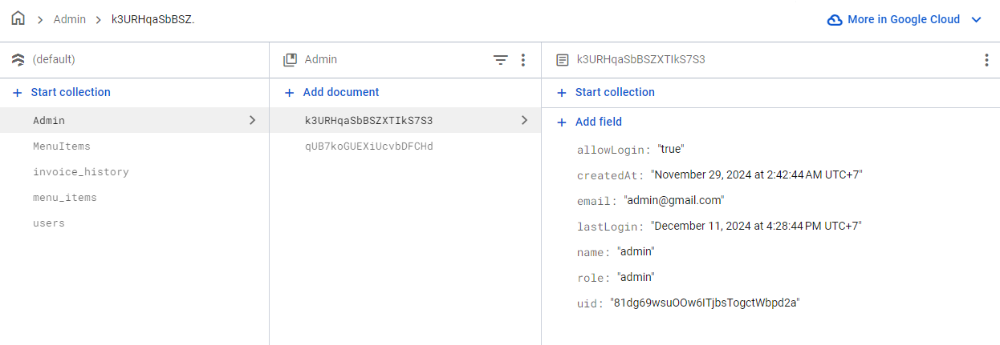 Admin
k3URHqaSbBSZ.
More in Google Cloud
(default)
Admin
k3URHqaSbBSZXTIkS7S3
Start collection
Add document
Start collection
Admin
MenuItems
invoice_history
menu_items
users
k3URHqaSbBSZXTIkS7S3
qUB7koGUEXiUcvbDFCHd
Add field
allowLogin: "true"
createdAt: "November 29, 2024 at 2:42:44 AM UTC+7"
email: "admin@gmail.com"
lastLogin: "December 11, 2024 at 4:28:44 PM UTC+7"
name: "admin"
role: "admin"
uid: "81dg69wsuOOw6ITjbsTogctWbpd2a"